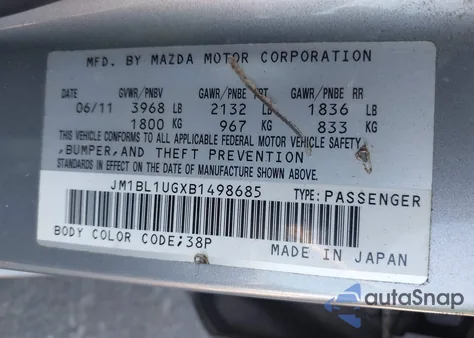 MFD. BY MAZDA MOTOR CORPORATION
DATE GVWR/PNBV GAWR/PNBE FRT GAWR/PNBE RR
06/11 3968 LB 2132 LB 1836 LB
1800 KG 967 KG 833 KG
THIS VEHICLE CONFORMS TO ALL APPLICABLE FEDERAL MOTOR VEHICLE SAFETY,
BUMPER, AND THEFT PREVENTION
STANDARDS IN EFFECT ON THE DATE OF MANUFACTURE SHOWN ABOVE.
JM1BL1UGXB1498685 TYPE: PASSENGER
BODY COLOR CODE; 38P MADE IN JAPAN
autoSnap